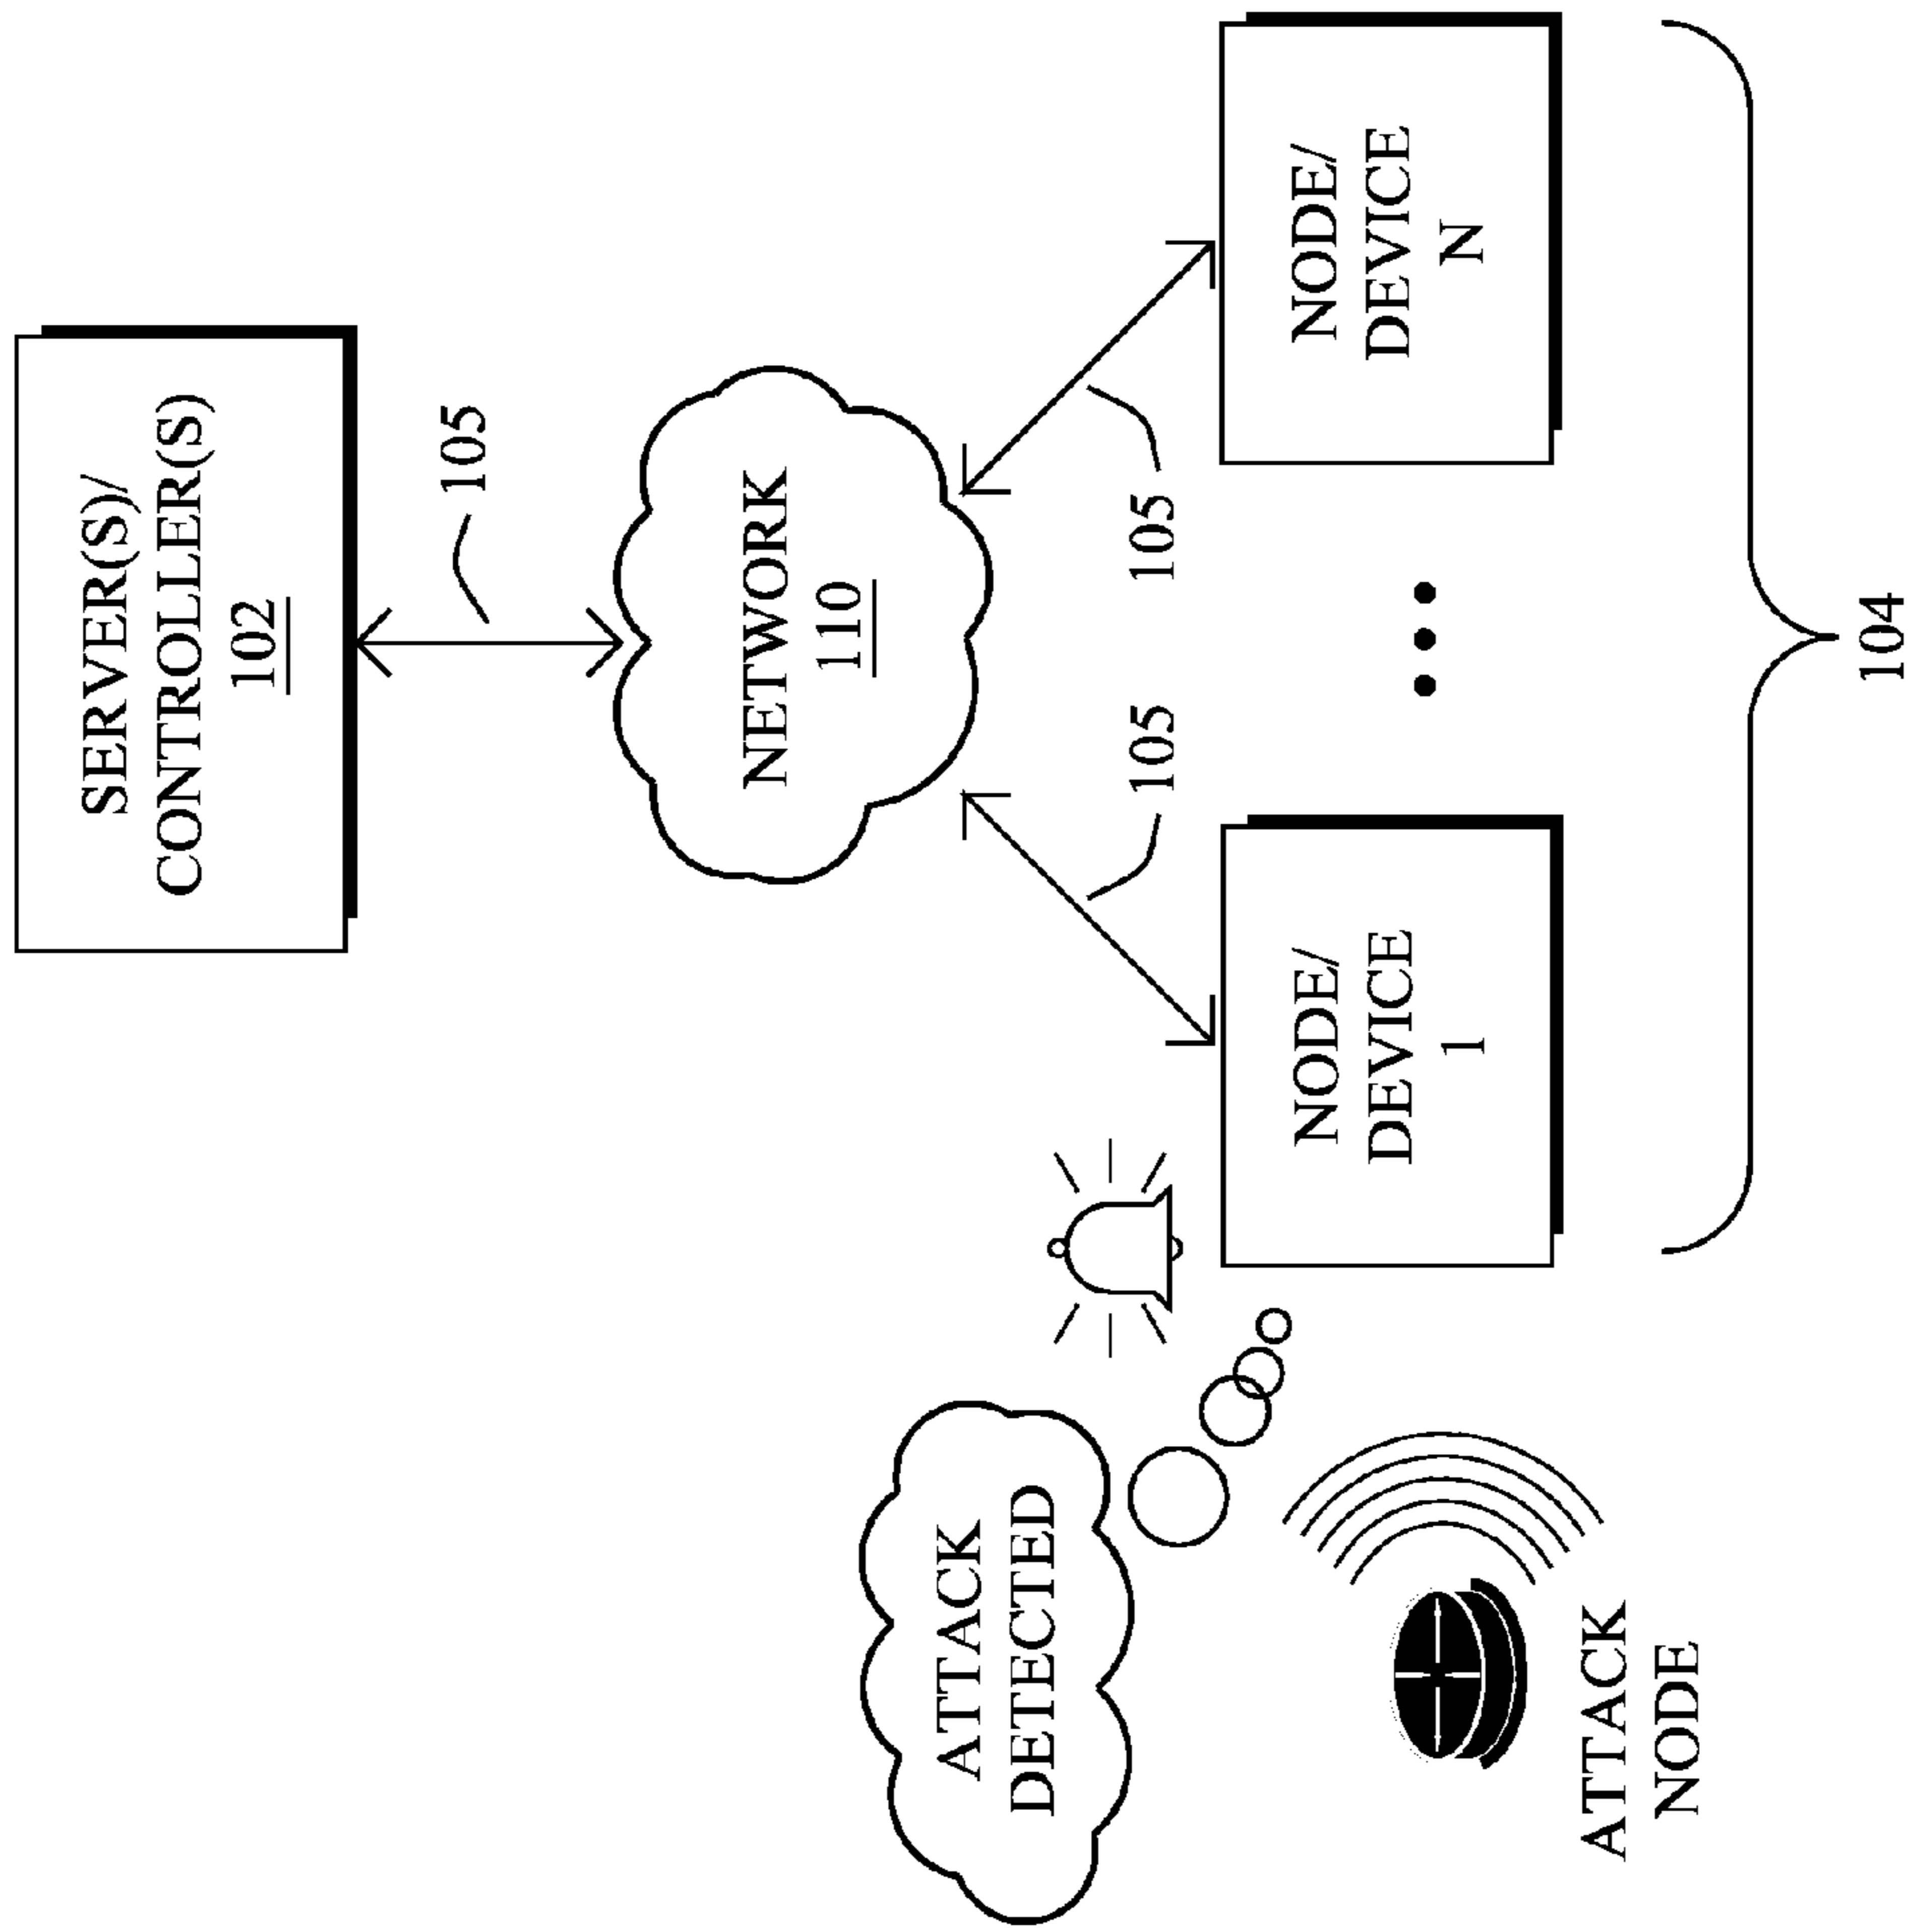 SERVER(S)/
CONTROLLER(S)
102
105
NETWORK
110
105
105
ATTACK
DETECTED
NODE/
DEVICE
1
NODE/
DEVICE
N
ATTACK
NODE
104